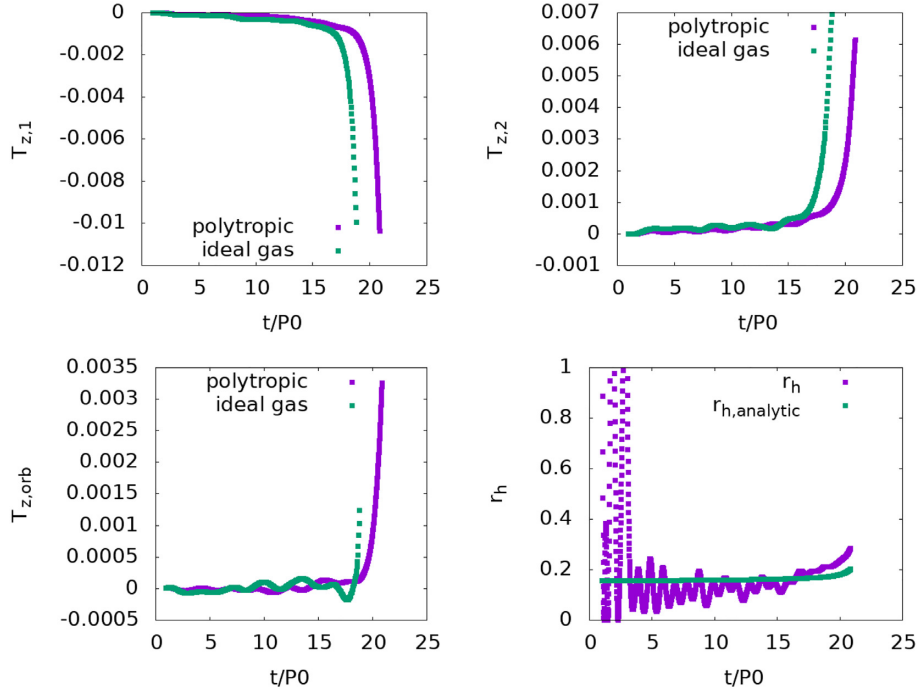 0
-0.002
-0.004
-0.006
-0.008
-0.01
-0.012
T_z,1
polytropic
ideal gas
0 5 10 15 20 25
t/P0
0.007
0.006
0.005
0.004
0.003
0.002
0.001
0
-0.001
T_z,2
polytropic
ideal gas
0 5 10 15 20 25
t/P0
0.0035
0.003
0.0025
0.002
0.0015
0.001
0.0005
0
-0.0005
T_z,orb
polytropic
ideal gas
0 5 10 15 20 25
t/P0
1
0.8
0.6
0.4
0.2
0
r_h
r_h
r_h,analytic
0 5 10 15 20 25
t/P0